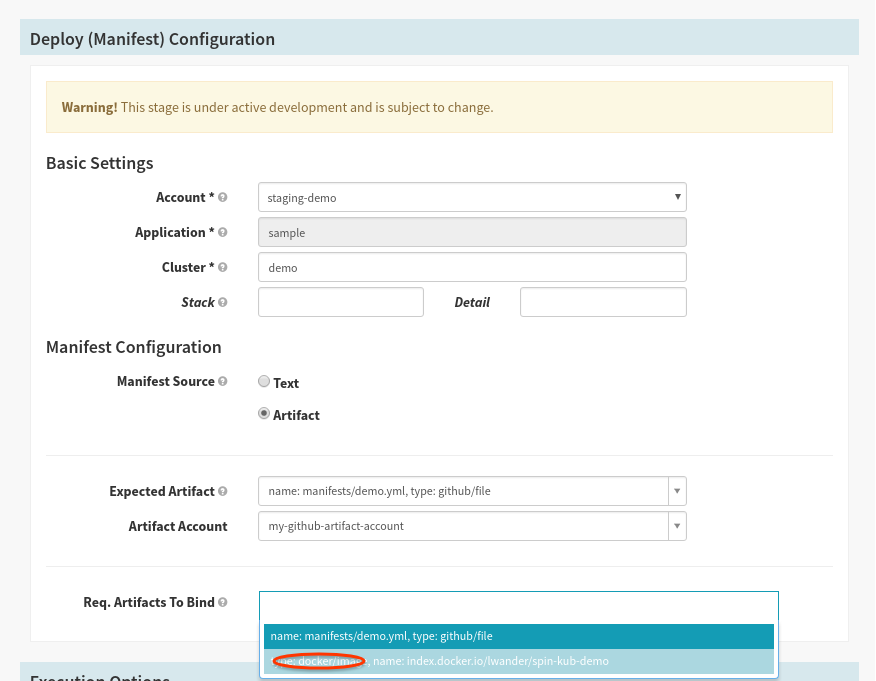 Deploy (Manifest) Configuration
Warning! This stage is under active development and is subject to change.
Basic Settings
Account *
staging-demo
Application *
sample
Cluster *
demo
Stack
Detail
Manifest Configuration
Manifest Source
Text
Artifact
Expected Artifact
name: manifests/demo.yml, type: github/file
Artifact Account
my-github-artifact-account
Req. Artifacts To Bind
name: manifests/demo.yml, type: github/file
type: docker/image, name: index.docker.io/lwander/spin-kub-demo
Execution Options